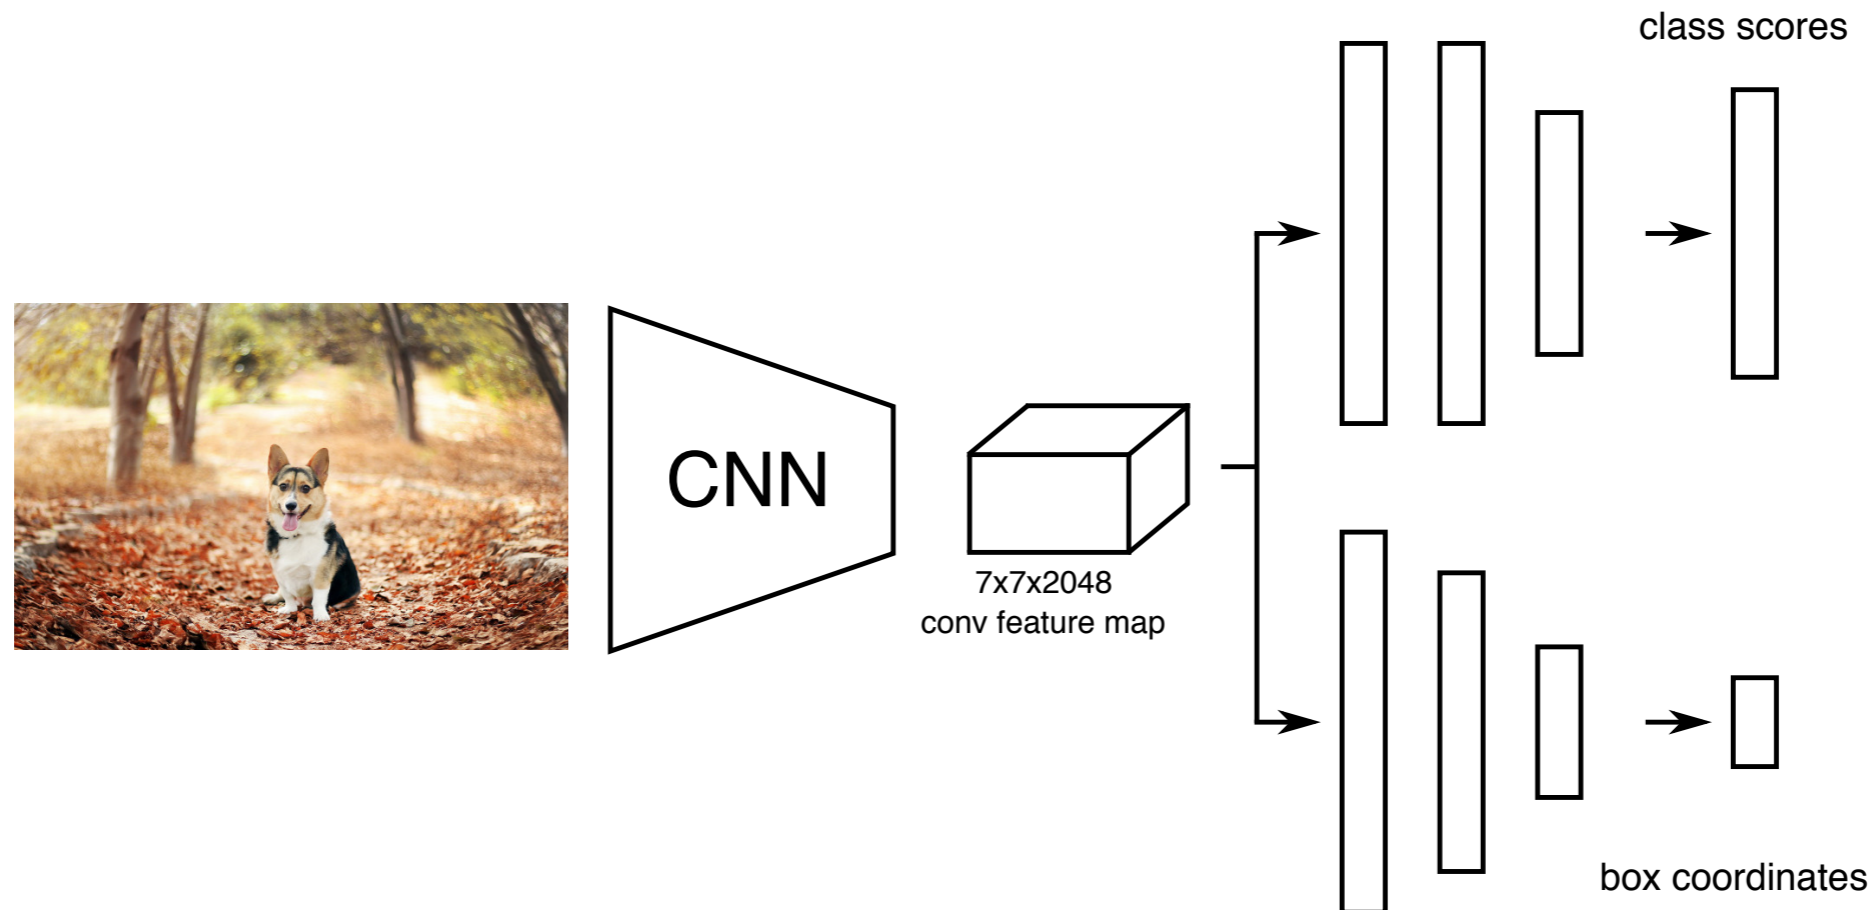 class scores
CNN
7x7x2048
conv feature map
box coordinates